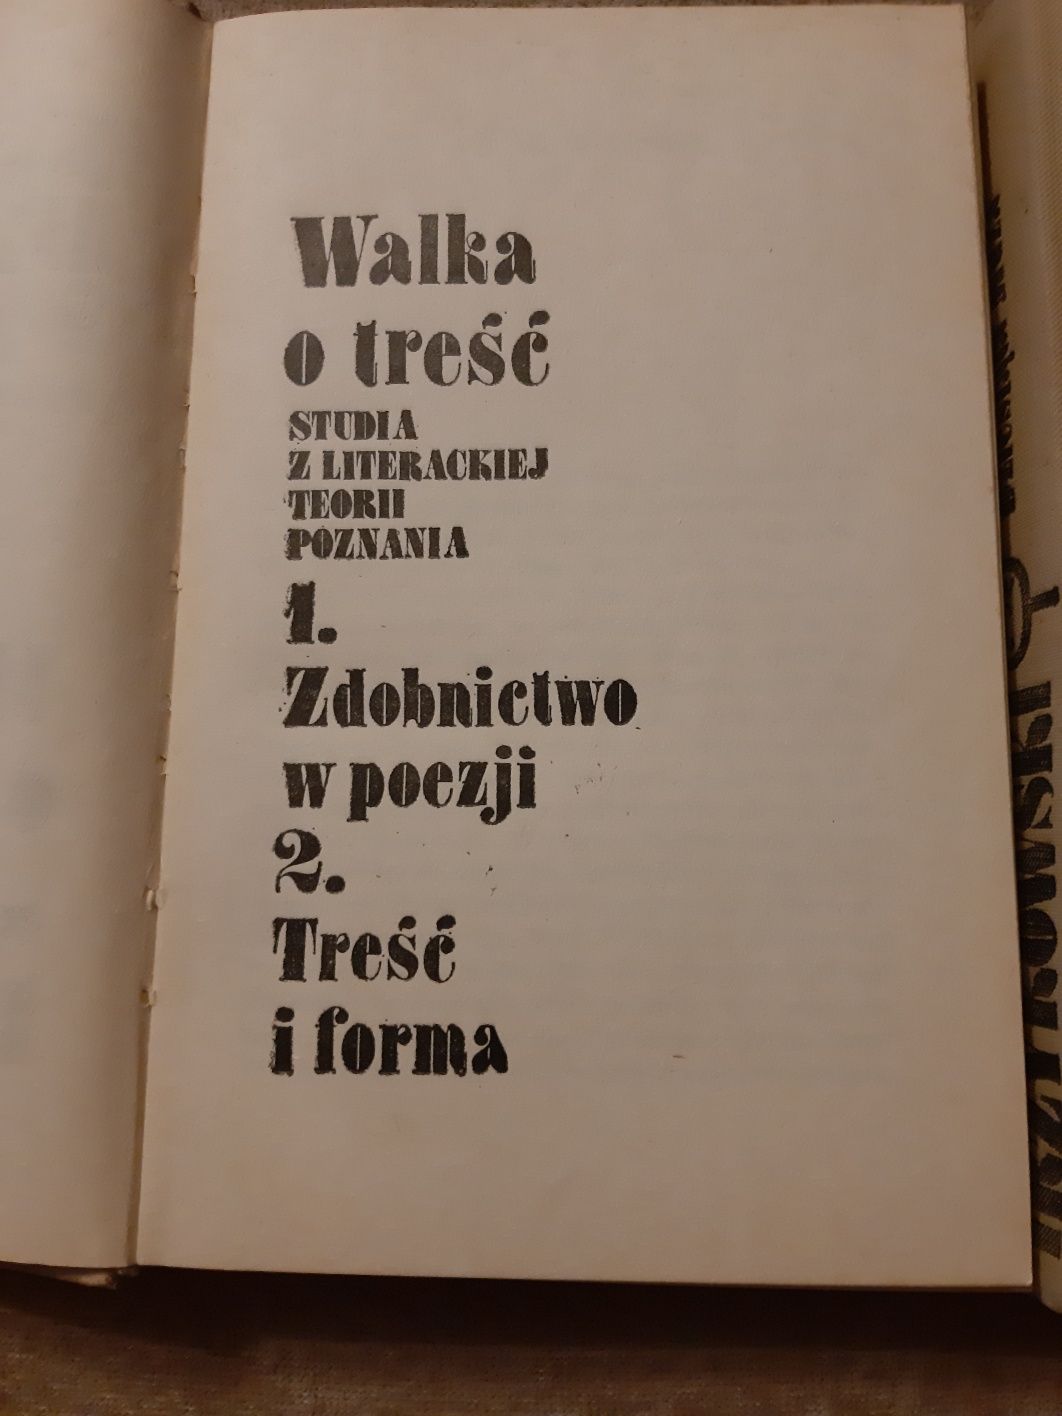 Walka
o treść
STUDIA
Z LITERACKIEJ
TEORII
POZNANIA
1.
Zdobnictwo
w poezji
2.
Treść
i forma